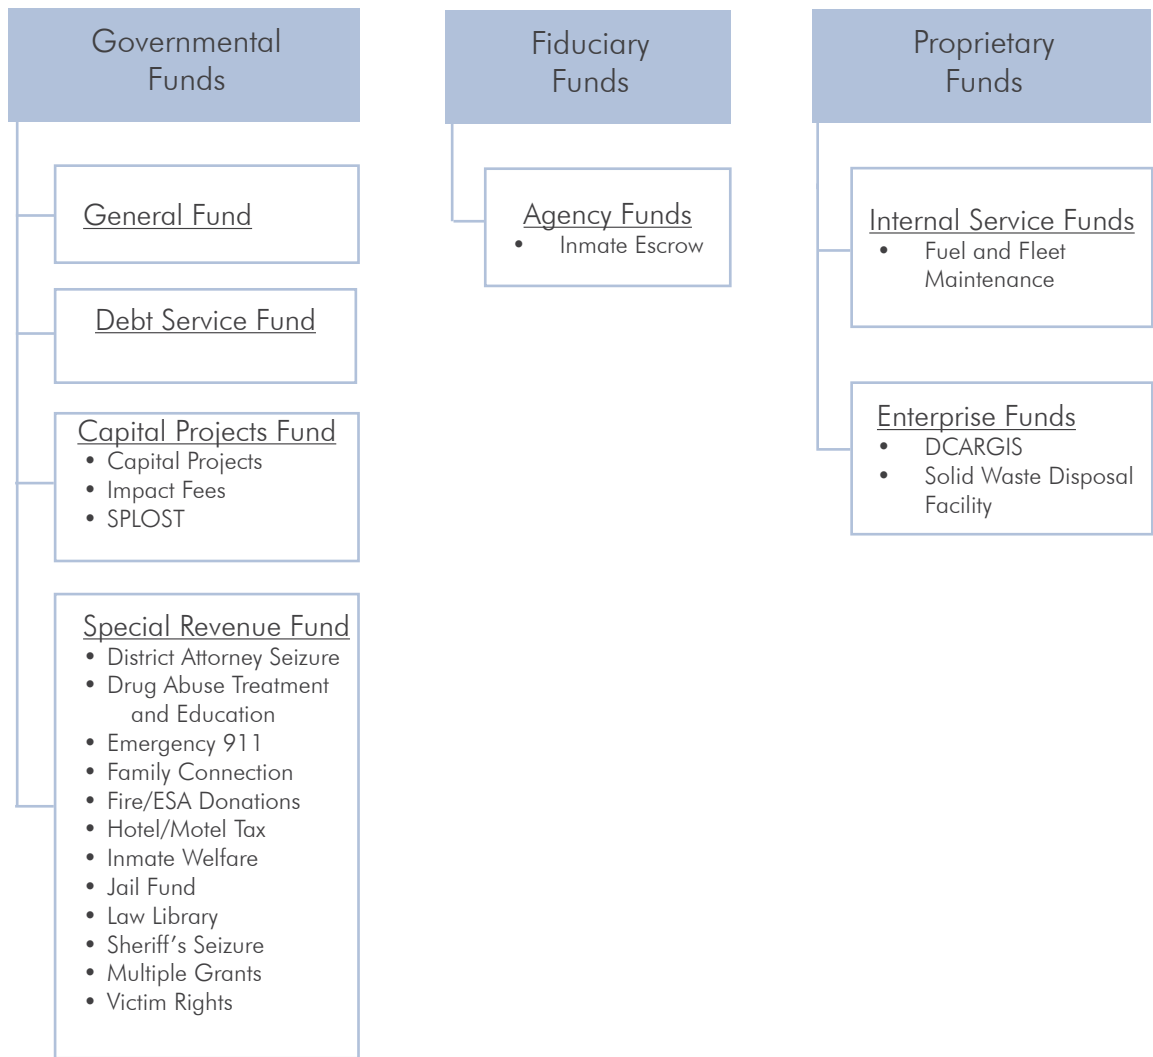 Governmental
Funds
General Fund
Debt Service Fund
Capital Projects Fund
• Capital Projects
• Impact Fees
• SPLOST
Special Revenue Fund
• District Attorney Seizure
• Drug Abuse Treatment
and Education
• Emergency 911
• Family Connection
• Fire/ESA Donations
• Hotel/Motel Tax
• Inmate Welfare
• Jail Fund
• Law Library
• Sheriff's Seizure
• Multiple Grants
• Victim Rights
Fiduciary
Funds
Agency Funds
• Inmate Escrow
Proprietary
Funds
Internal Service Funds
• Fuel and Fleet
Maintenance
Enterprise Funds
• DCARGIS
• Solid Waste Disposal
Facility